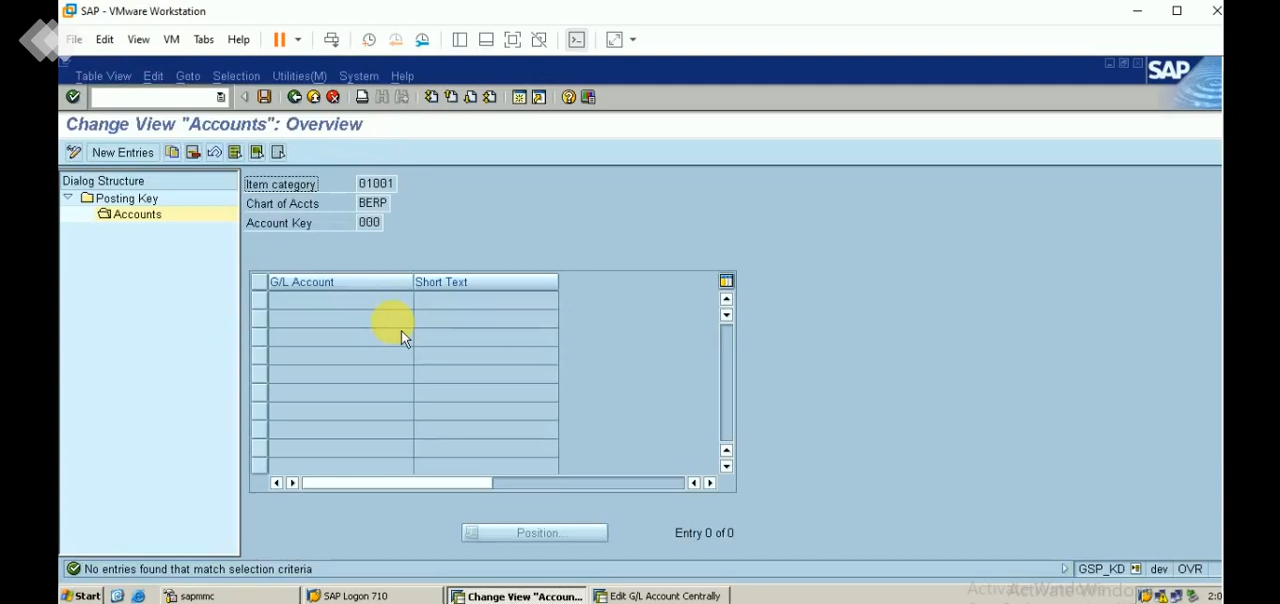 SAP - VMware Workstation
File Edit View VM Tabs Help
Table View Edit Goto Selection Utilities(M) System Help
SAP
Change View "Accounts": Overview
New Entries
Dialog Structure
Posting Key
Accounts
Item category 01001
Chart of Accts BERP
Account Key 000
G/L Account Short Text
Position... Entry 0 of 0
No entries found that match selection criteria
GSP_KD dev OVR
Start sapmmc SAP Logon 710 Change View "Accoun... Edit G/L Account Centrally
2:0